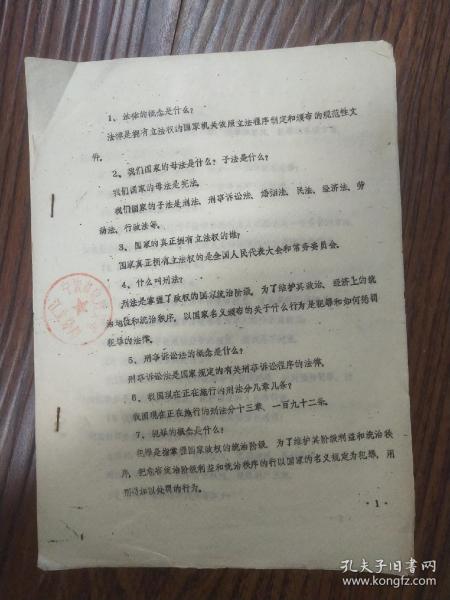 1、法律的概念是什么?
法律是拥有立法权的国家机关依照立法程序制定和颁布的规范性文
件。
2、我们国家的母法是什么?子法是什么?
我们国家的母法是宪法。
我们国家的子法是刑法、刑事诉讼法、婚姻法、民法、经济法、劳
动法、行政法等。
3、国家的真正拥有立法权的谁?
国家真正拥有立法权的是全国人民代表大会和常务委员会。
4、什么叫刑法?
刑法是掌握了政权的国家统治阶级,为了维护其政治、经济上的统
治地位和统治秩序,以国家名义颁布的关于什么行为是犯罪和如何惩罚
犯罪的法律。
5、刑事诉讼法的概念是什么?
刑事诉讼法是国家规定的有关刑事诉讼程序的法律。
6、我国现在正在施行的刑法分几章几条?
我国现在正在施行的刑法分十三章、一百九十二条。
7、犯罪的概念是什么?
犯罪是指掌握国家政权的统治阶级,为了维护其阶级利益和统治秩
序,把危害统治阶级利益和统治秩序的行以国家的名义规定为犯罪,用
刑罚加以处罚的行为。
·1·
孔夫子旧书网
www.kongfz.com